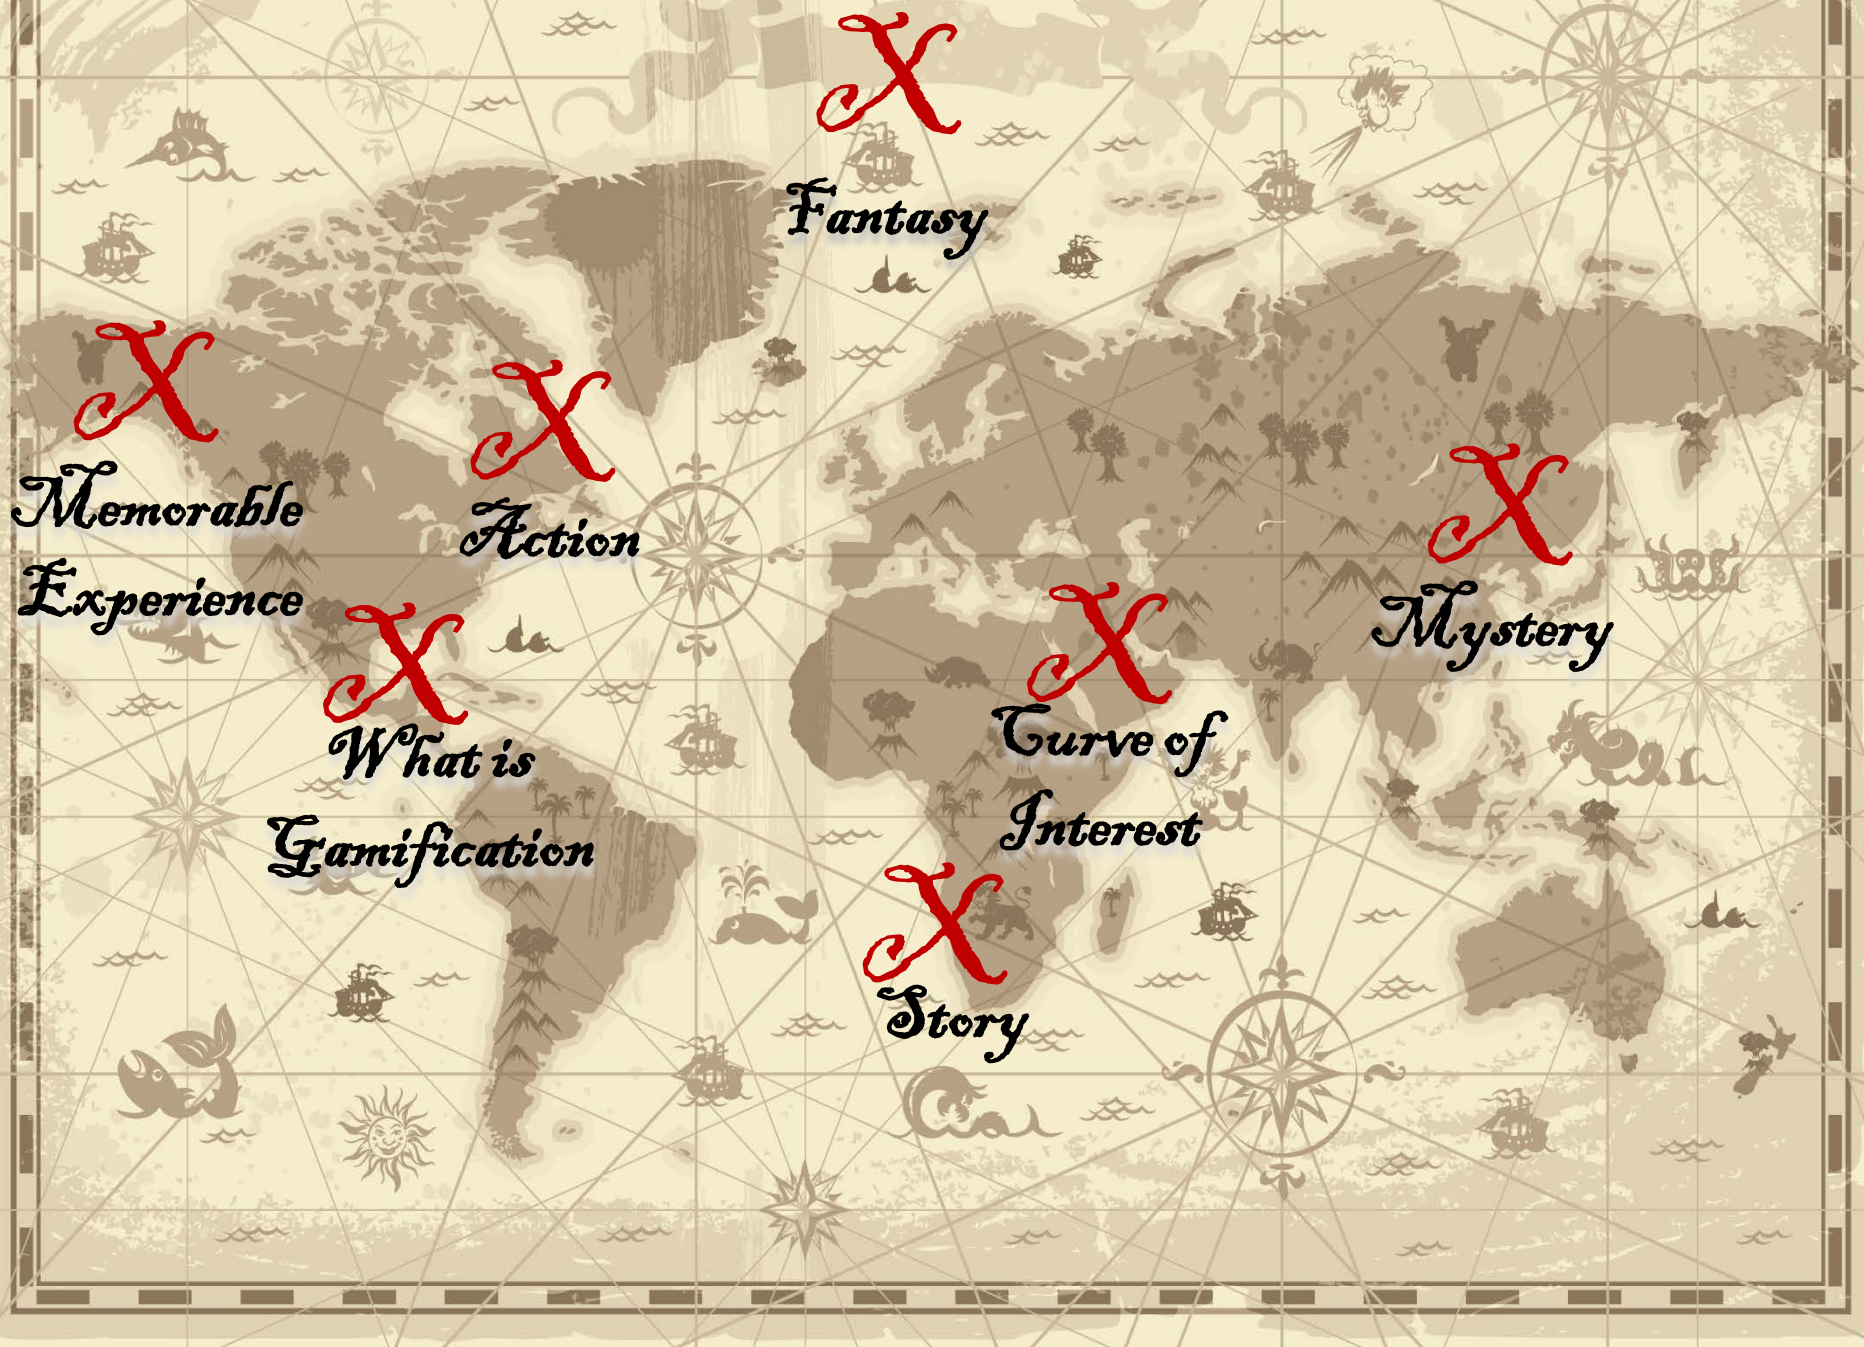 X
Fantasy
X
Memorable
Experience
X
Action
X
Mystery
X
What is
Gamification
X
Curve of
Interest
X
Story